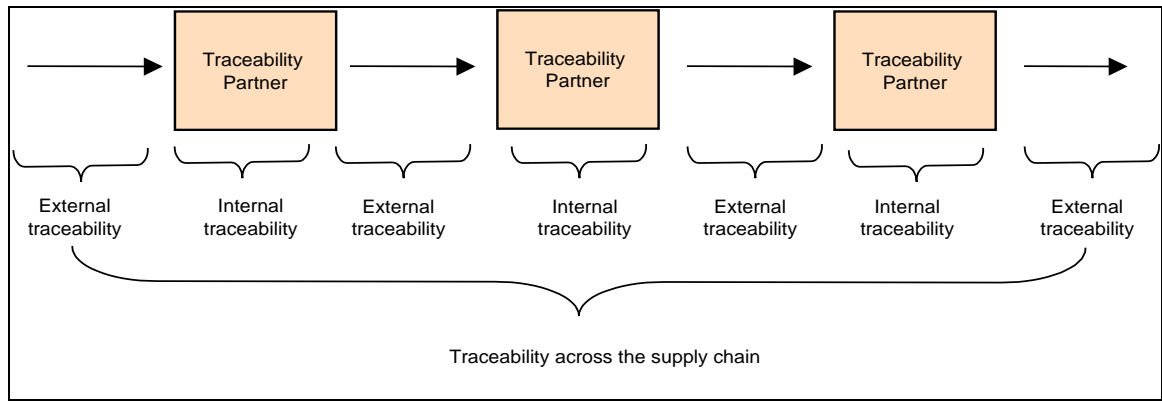 Traceability
Partner
Traceability
Partner
Traceability
Partner
External
traceability
Internal
traceability
External
traceability
Internal
traceability
External
traceability
Internal
traceability
External
traceability
Traceability across the supply chain